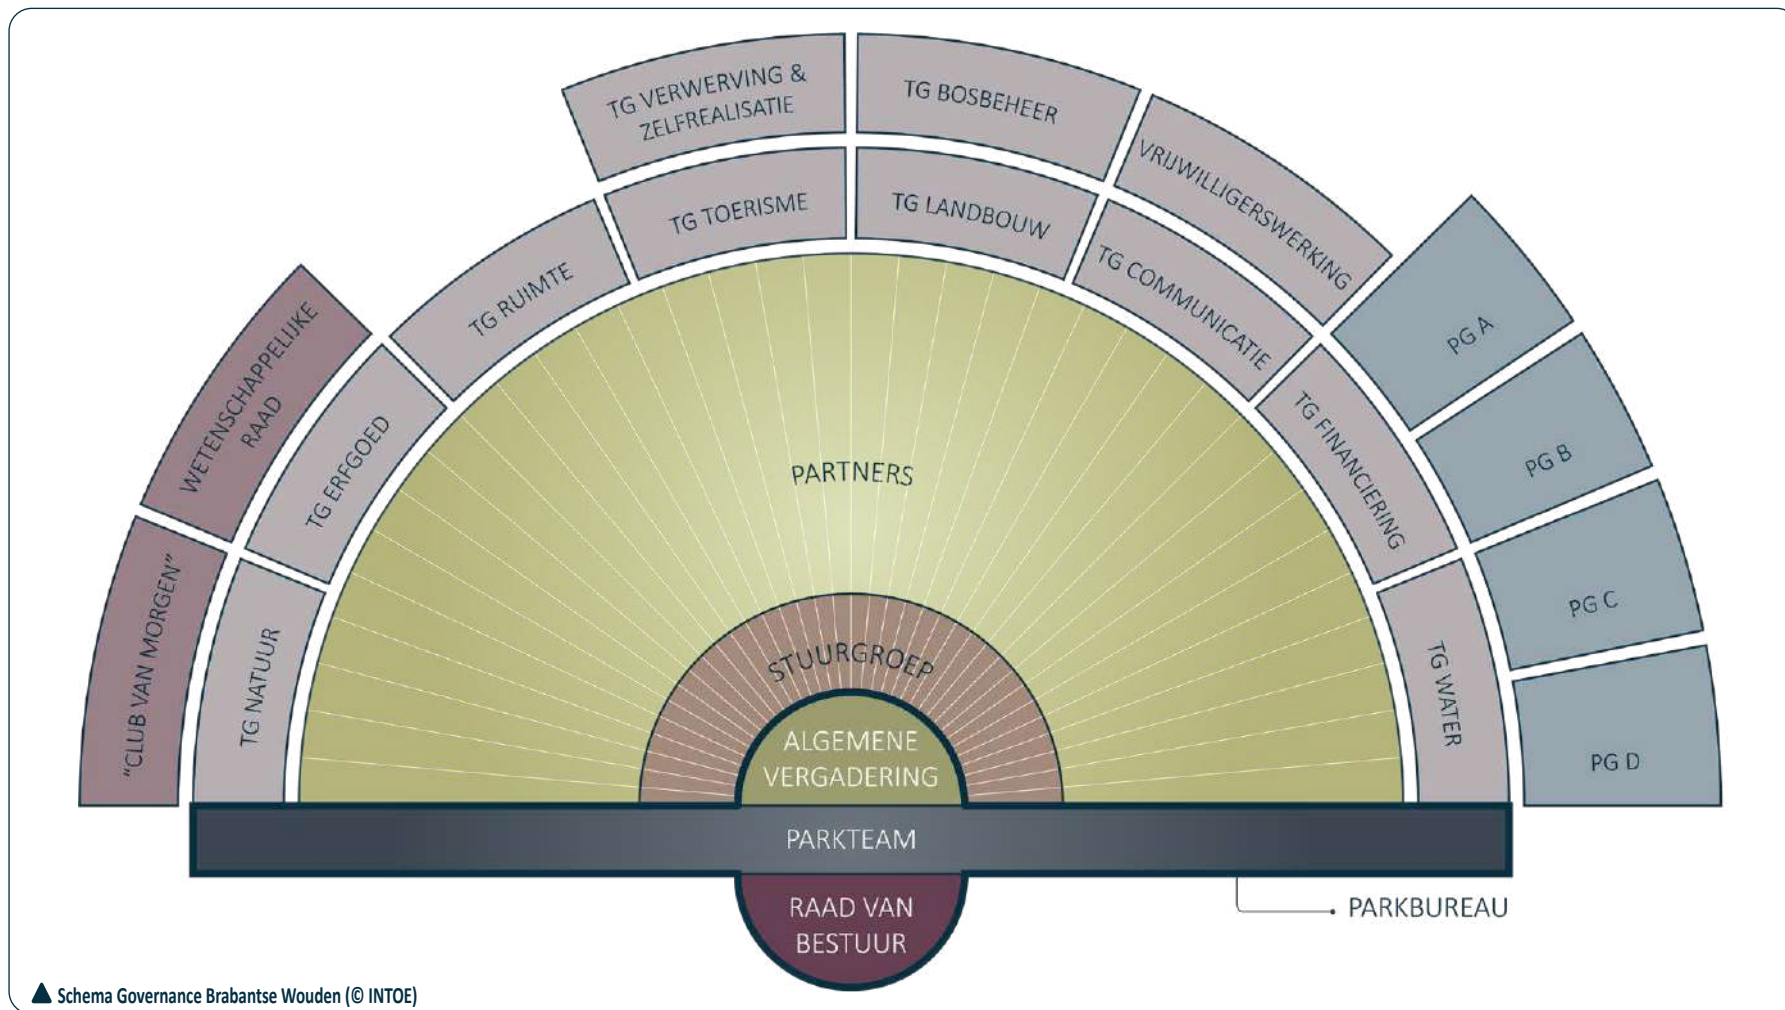 TG VERWERVING &
ZELFREALISATIE
TG BOSBEHEER
VRIJWILLIGERSWERKING
TG TOERISME
TG LANDBOUW
TG RUIMTE
TG COMMUNICATIE
WETENSCHAPPELIJKE
RAAD
TG ERFGOED
TG FINANCIERING
PG A
PG B
PG C
PG D
"CLUB VAN MORGEN"
TG NATUUR
TG WATER
PARTNERS
STUURGROEP
ALGEMENE
VERGADERING
PARKTEAM
RAAD VAN
BESTUUR
PARKBUREAU
Schema Governance Brabantse Wouden (© INTOE)